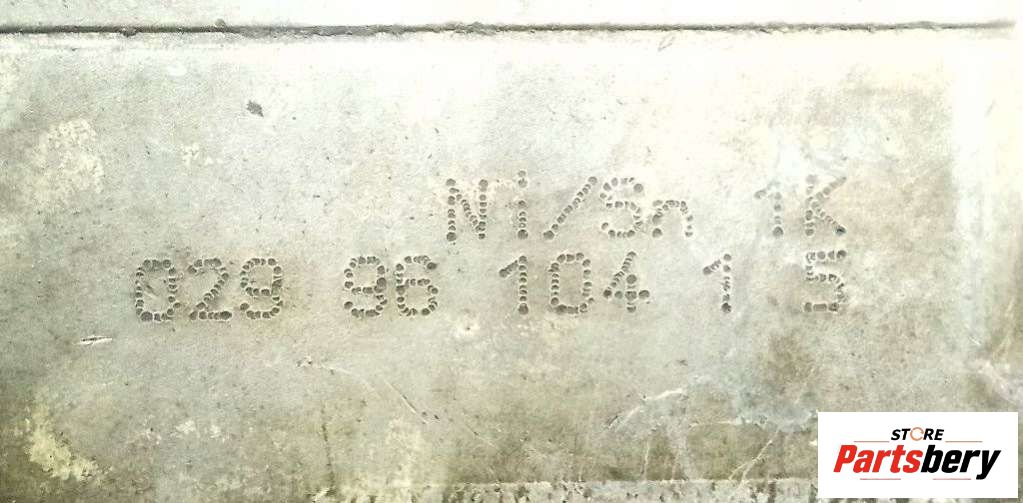 Ni/Sn 1K
029 96 104 1 5
STORE
Partsbery